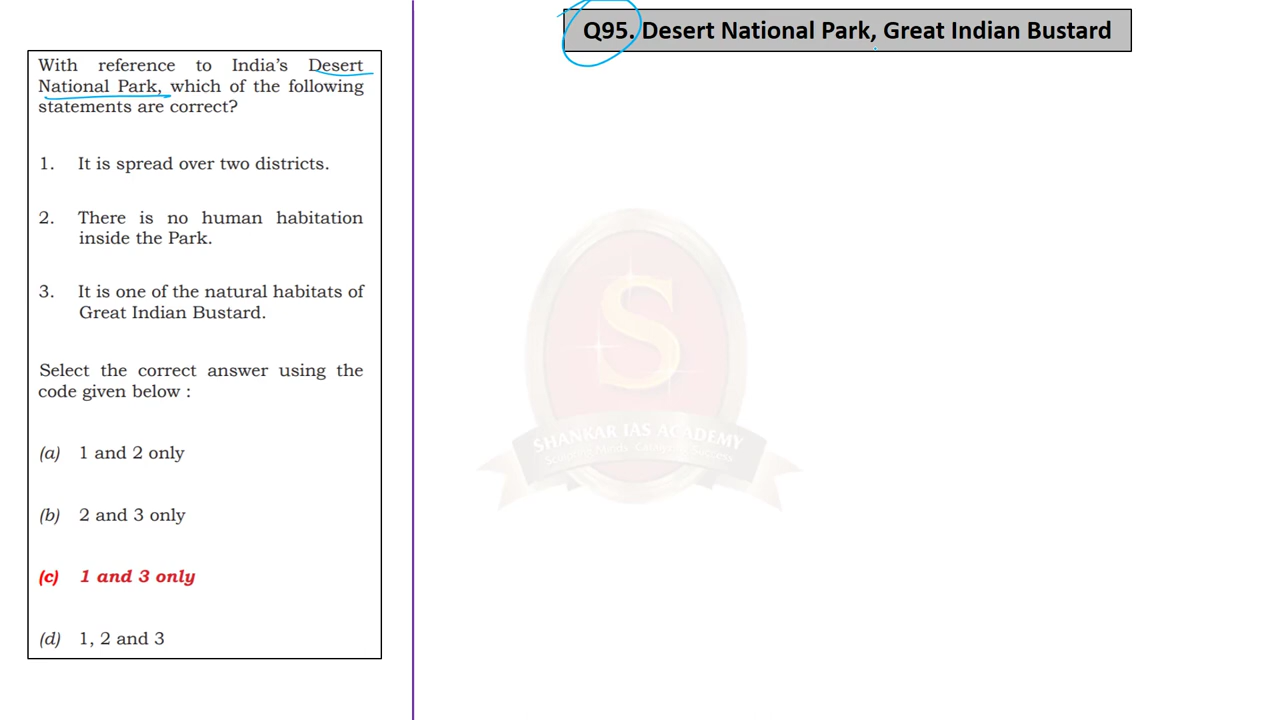 Q95. Desert National Park, Great Indian Bustard
With reference to India's Desert
National Park, which of the following
statements are correct?
1. It is spread over two districts.
2. There is no human habitation
inside the Park.
3. It is one of the natural habitats of
Great Indian Bustard.
Select the correct answer using the
code given below :
(a) 1 and 2 only
(b) 2 and 3 only
(c) 1 and 3 only
(d) 1, 2 and 3
S
SHANKAR IAS ACADEMY